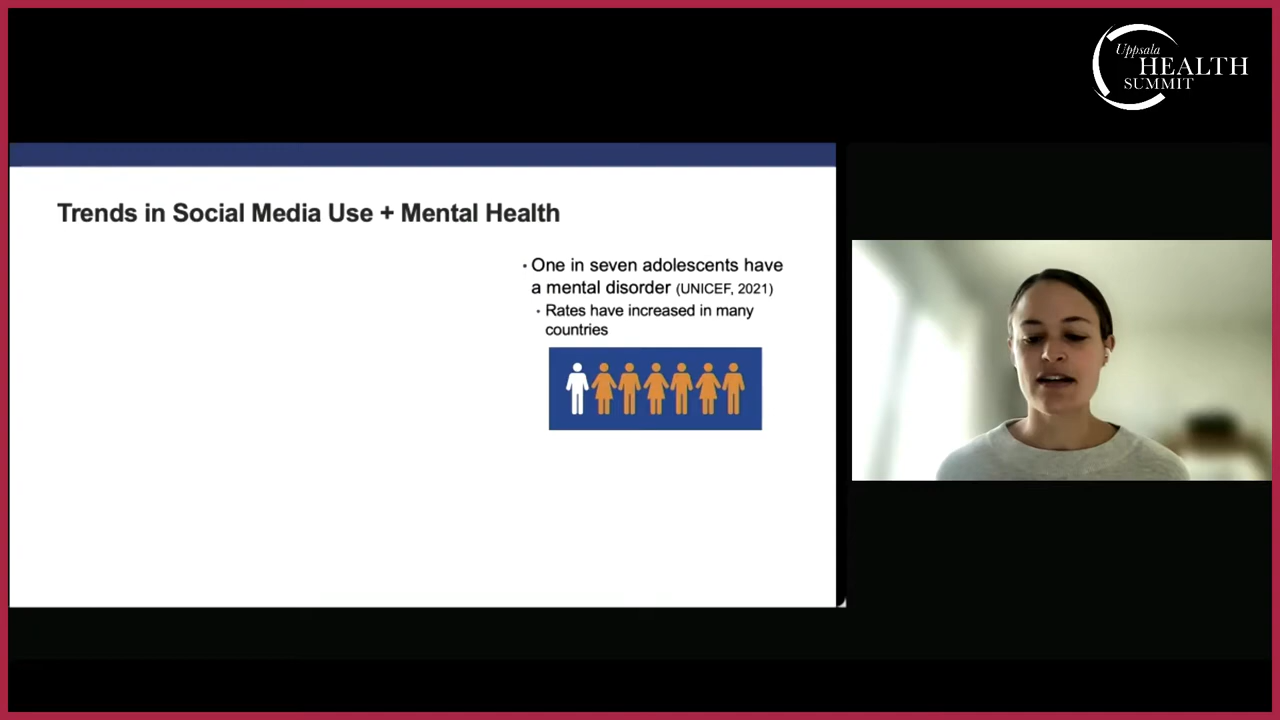 Uppsala
HEALTH
SUMMIT
Trends in Social Media Use + Mental Health
• One in seven adolescents have
a mental disorder (UNICEF, 2021)
• Rates have increased in many
countries